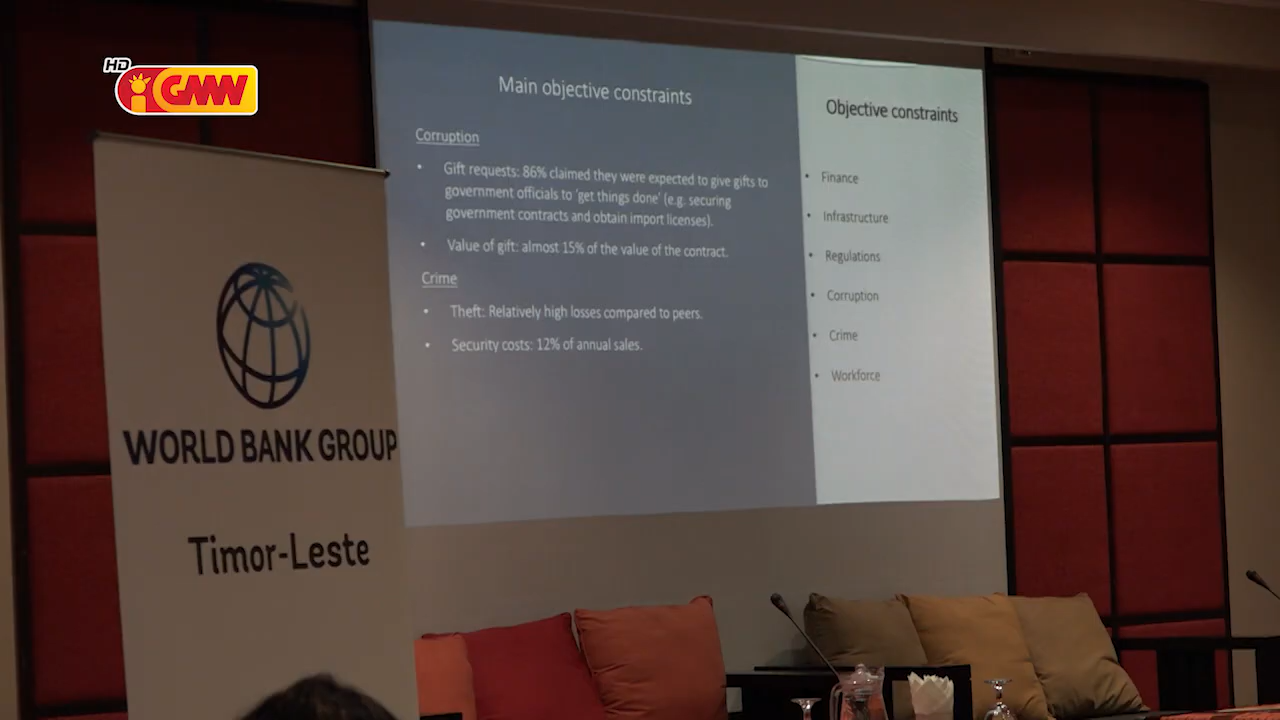 HD
GMN
WORLD BANK GROUP
Timor-Leste
Main objective constraints
Corruption
• Gift requests: 86% claimed they were expected to give gifts to
government officials to 'get things done' (e.g. securing
government contracts and obtain import licenses).
• Value of gift: almost 15% of the value of the contract.
Crime
• Theft: Relatively high losses compared to peers.
• Security costs: 12% of annual sales.
Objective constraints
• Finance
• Infrastructure
• Regulations
• Corruption
• Crime
• Workforce